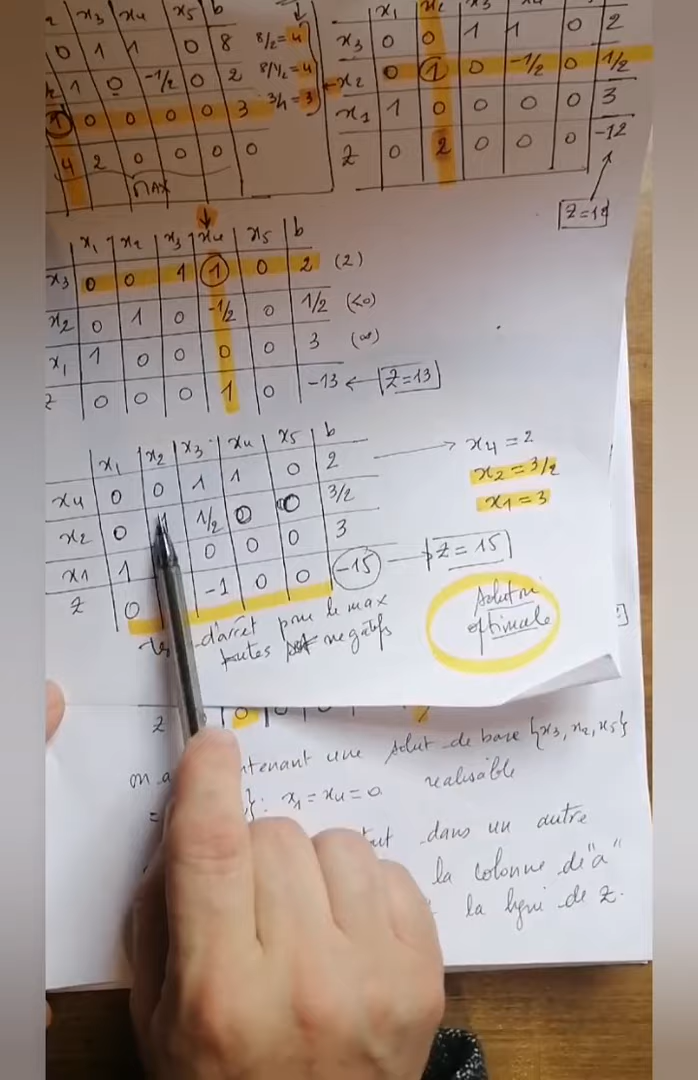 x₄ x₅ b
0 1 1 0 8
1 0 -1/2 0 2
1 0 0 0 0 3
4 2 0 0 0 0
MAX
8/2 = 4
8/1/2 = 4
3/1 = 3
x₁ x₂ x₃ x₄
x₃ 0 0 1 1 0 2
x₂ 0 1 0 -1/2 0 1/2
x₁ 1 0 0 0 0 3
Z 0 2 0 0 0 -12
x₁ x₂ x₃ x₄ x₅ b
x₃ 0 0 1 1 0 2 (2)
x₂ 0 1 0 -1/2 0 1/2 (<0)
x₁ 1 0 0 0 0 3 (∞)
Z 0 0 0 1 0 -13 ← Z=13
x₁ x₂ x₃ x₄ x₅ b
x₄ 0 0 1 1 0 2 → x₄ = 2
x₂ 0 1 1/2 0 0 3/2 x₂ = 3/2
x₁ 1 0 0 0 3 x₁ = 3
Z 0 -1 0 0 -15 → Z = 15
d'arrêt pour le max
toutes negatifs
solution
optimale
Z 0
on a ntenant une solut de base {x₃, x₂, x₅}
= }: x₁ = x₄ = 0 realisable
tut dans un autre
la colonne de "a"
la ligne de Z.